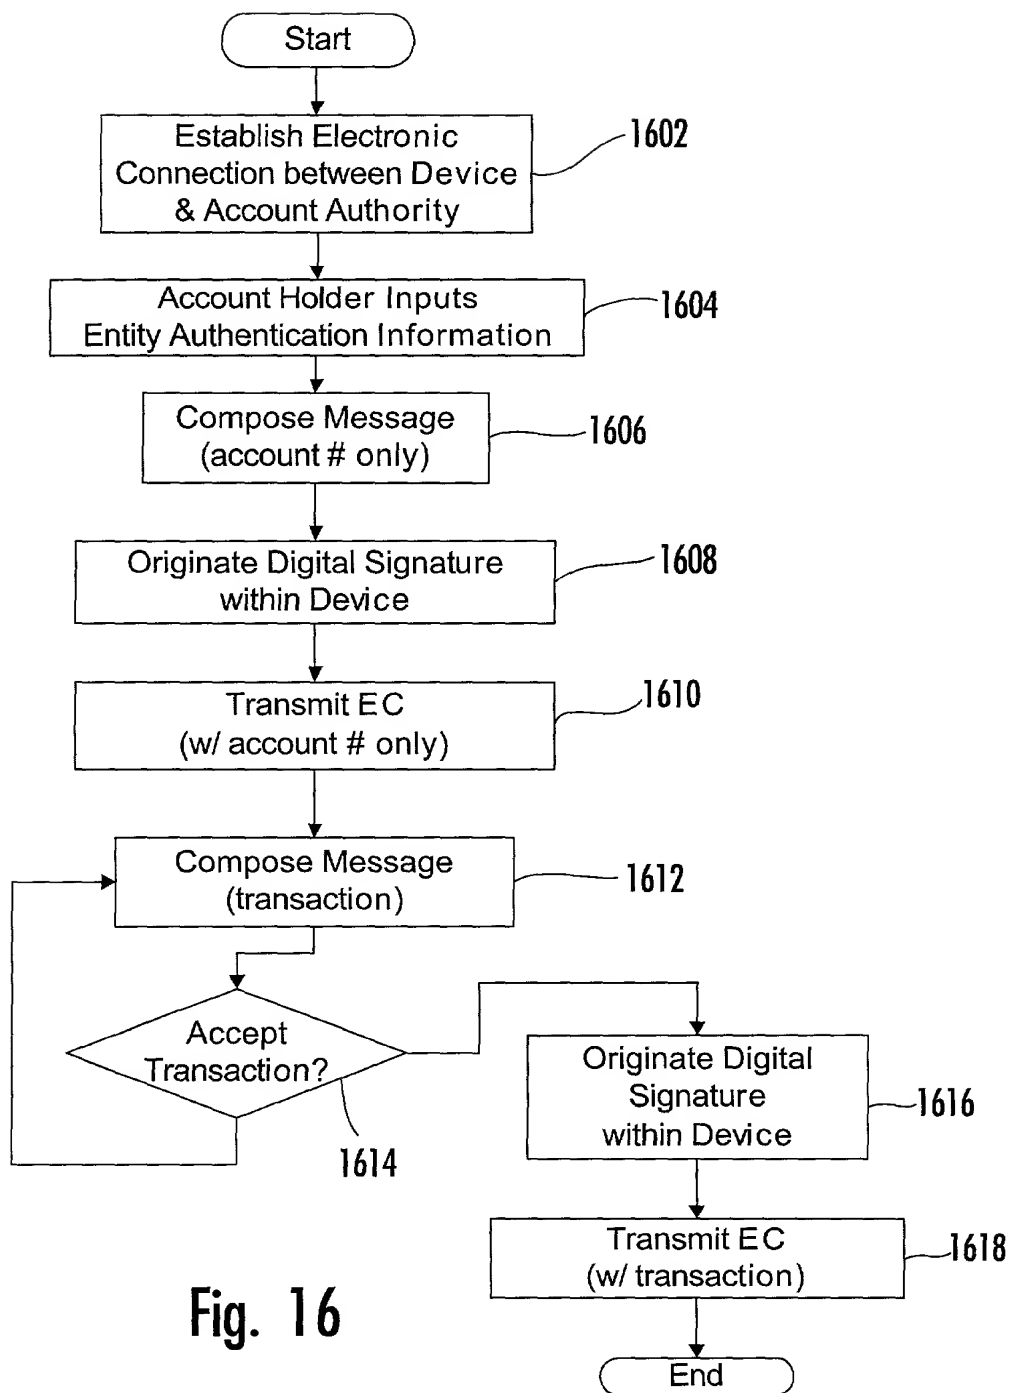 Start
Establish Electronic
Connection between Device
& Account Authority
1602
Account Holder Inputs
Entity Authentication Information
1604
Compose Message
(account # only)
1606
Originate Digital Signature
within Device
1608
Transmit EC
(w/ account # only)
1610
Compose Message
(transaction)
1612
Accept
Transaction?
1614
Originate Digital
Signature
within Device
1616
Transmit EC
(w/ transaction)
1618
End
Fig. 16